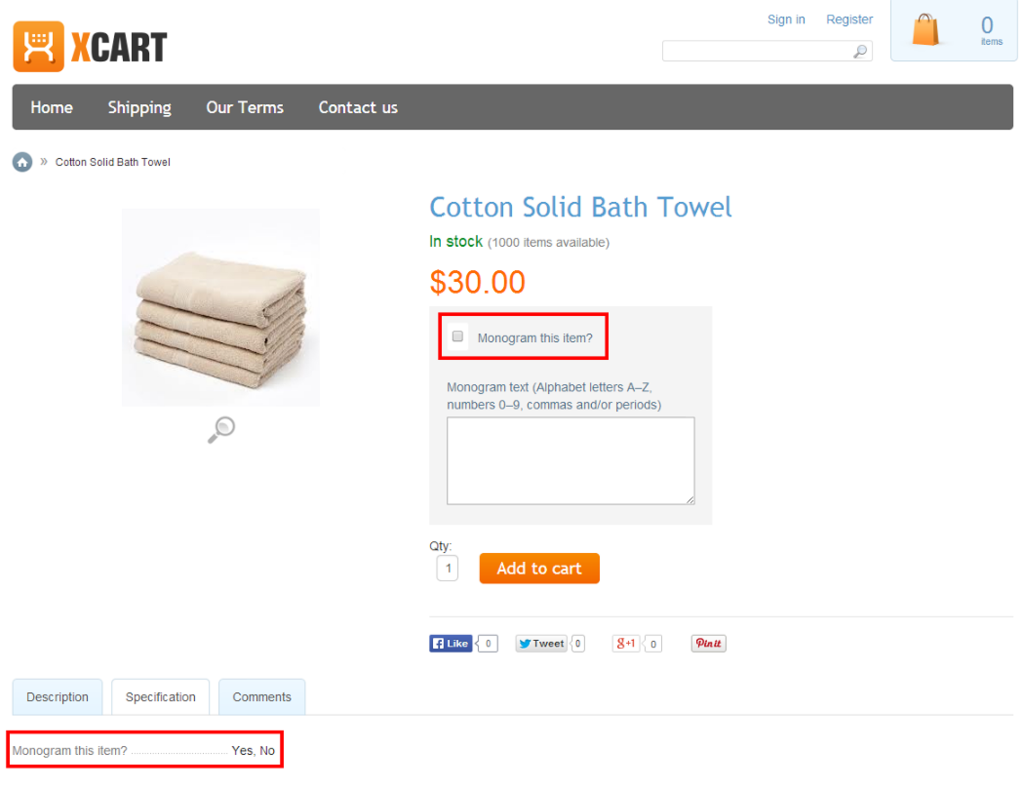 XCART
Sign in Register
0
items
Home Shipping Our Terms Contact us
» Cotton Solid Bath Towel
Cotton Solid Bath Towel
In stock (1000 items available)
$30.00
Monogram this item?
Monogram text (Alphabet letters A–Z,
numbers 0–9, commas and/or periods)
Qty:
1
Add to cart
Like 0 Tweet 0 g+1 0 Pinit
Description Specification Comments
Monogram this item? Yes, No